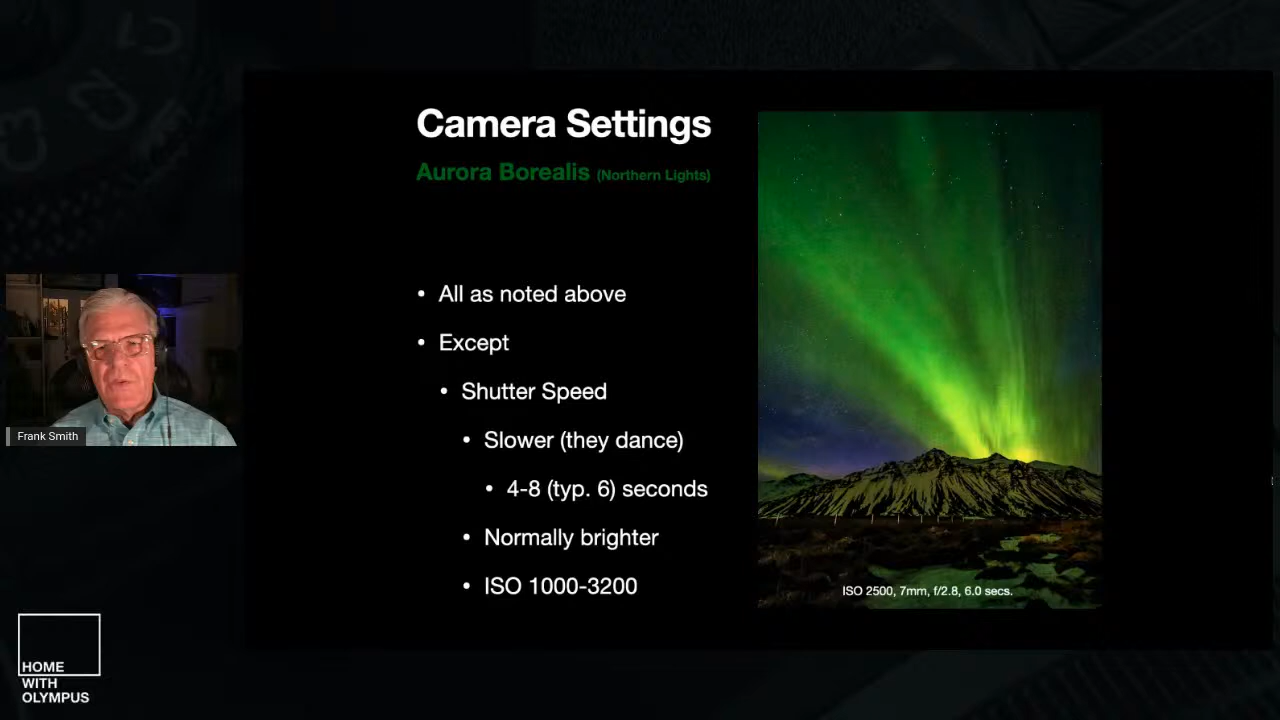 Camera Settings
Aurora Borealis (Northern Lights)
• All as noted above
• Except
• Shutter Speed
• Slower (they dance)
• 4-8 (typ. 6) seconds
• Normally brighter
• ISO 1000-3200
ISO 2500, 7mm, f/2.8, 6.0 secs.
Frank Smith
HOME
WITH
OLYMPUS